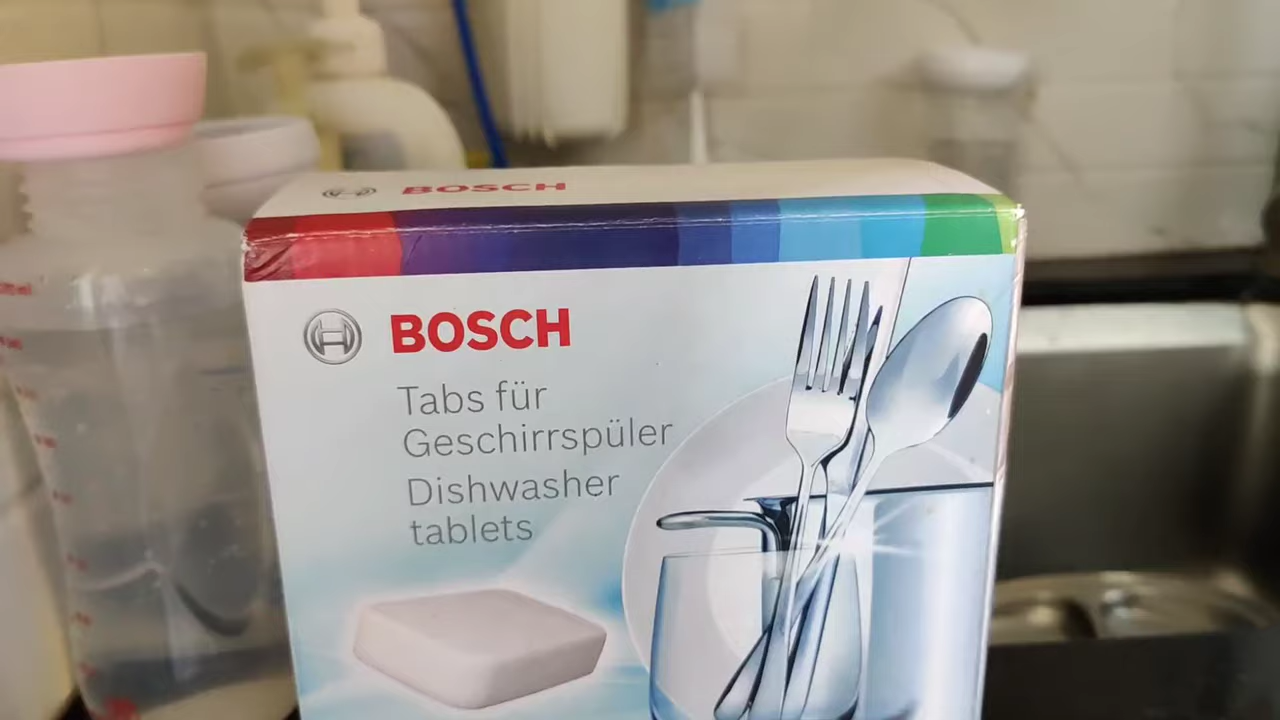 BOSCH
BOSCH
Tabs für
Geschirrspüler
Dishwasher
tablets